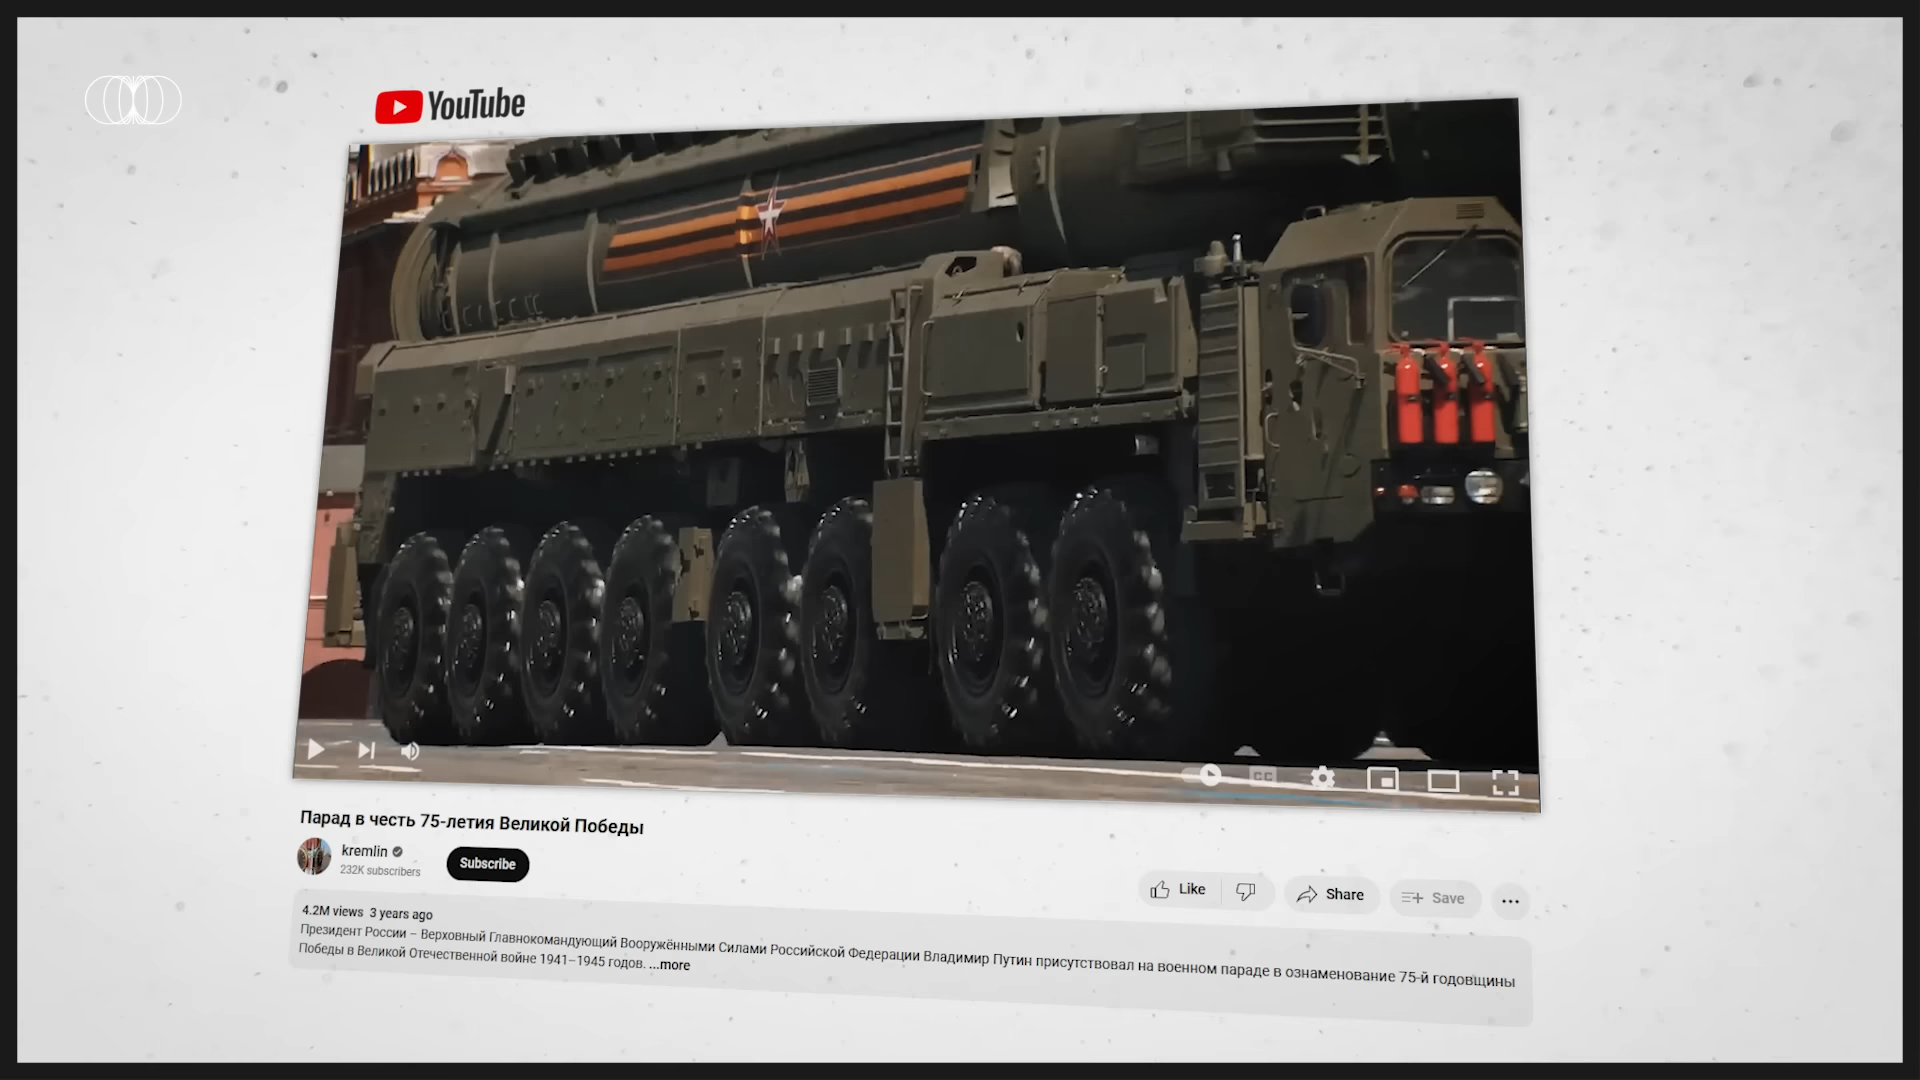 YouTube
CC
Парад в честь 75-летия Великой Победы
kremlin
232K subscribers
Subscribe
Like
Share
Save
4.2M views 3 years ago
Президент России – Верховный Главнокомандующий Вооружёнными Силами Российской Федерации Владимир Путин присутствовал на военном параде в ознаменование 75-й годовщины
Победы в Великой Отечественной войне 1941–1945 годов. ...more